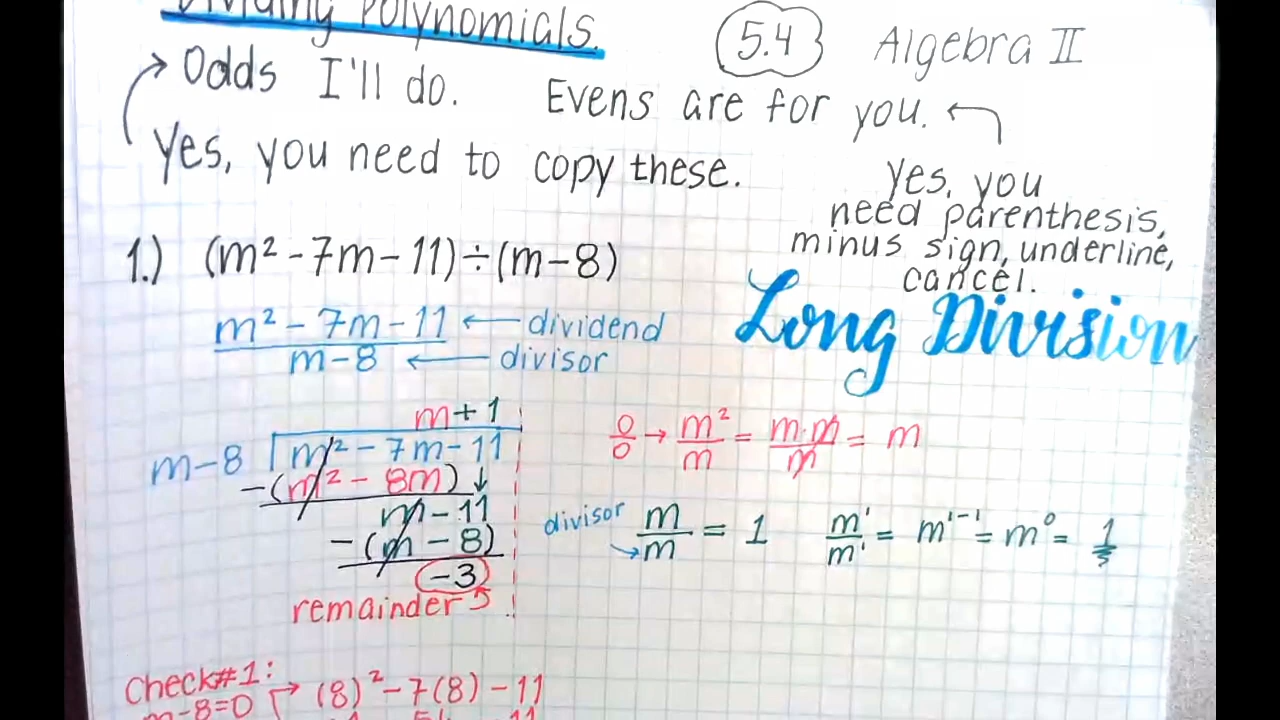 Dividing Polynomials.
5.4 Algebra II
Odds I'll do. Evens are for you.
Yes, you need to copy these.
Yes, you
need parenthesis,
minus sign, underline,
cancel.
1.) (m² - 7m - 11) ÷ (m - 8)
Long Division
m² - 7m - 11 ← dividend
m - 8 ← divisor
m + 1
m - 8 m² - 7m - 11
-(m² - 8m) ↓
m - 11
-(m - 8)
-3
remainder
0/0 → m²/m = m·m/m = m
divisor → m/m = 1 m¹/m¹ = m¹⁻¹ = m⁰ = 1
Check#1:
m - 8 = 0 → (8)² - 7(8) - 11